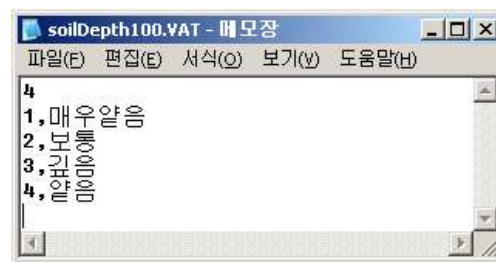 soilDepth100.VAT - 메모장
파일(F) 편집(E) 서식(O) 보기(V) 도움말(H)
4
1,매우얕음
2,보통
3,깊음
4,얕음